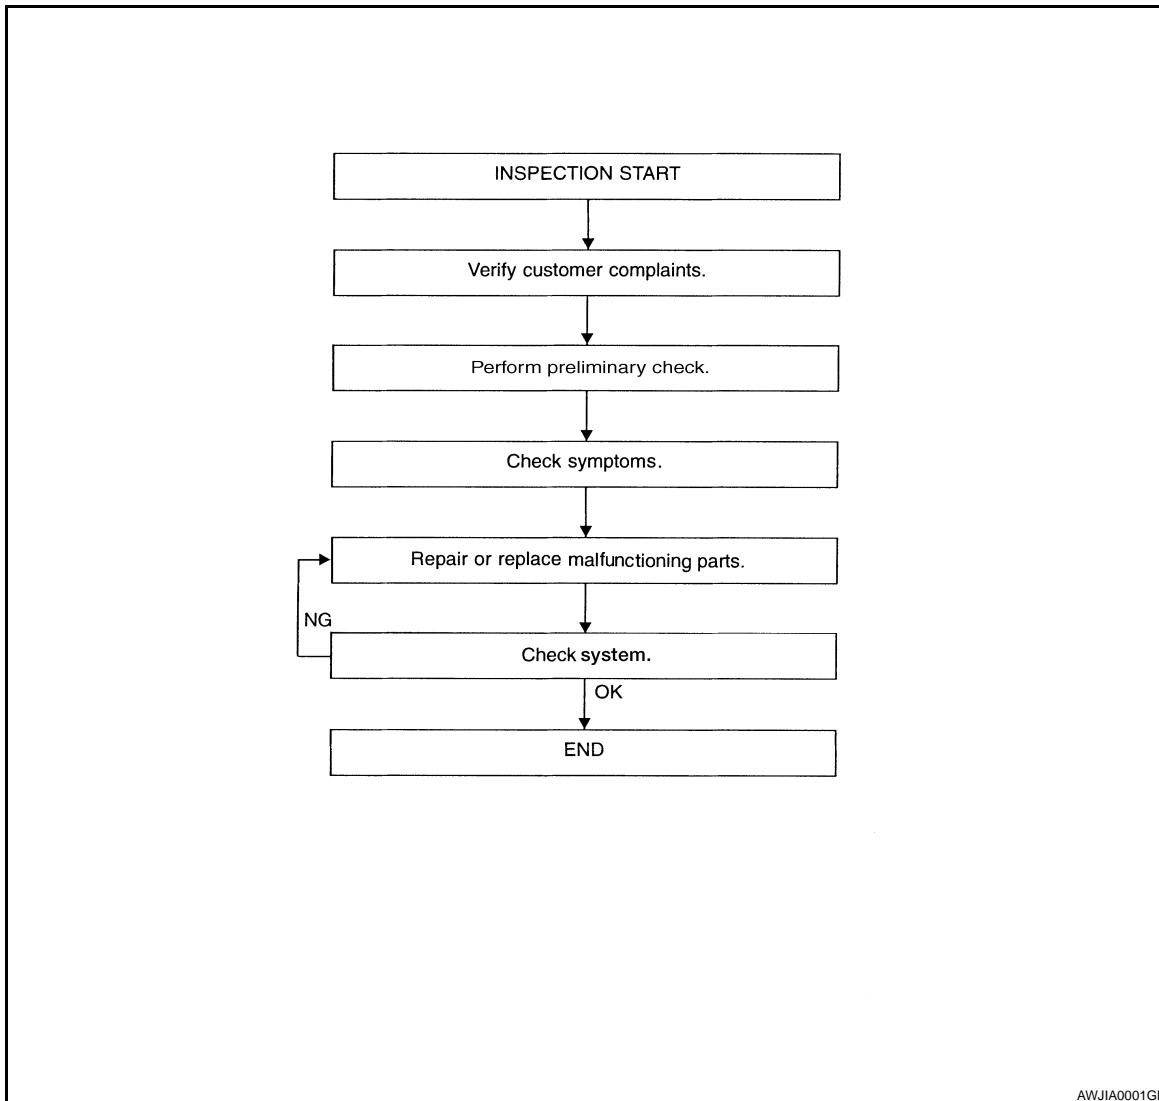 INSPECTION START
Verify customer complaints.
Perform preliminary check.
Check symptoms.
Repair or replace malfunctioning parts.
NG
Check system.
OK
END